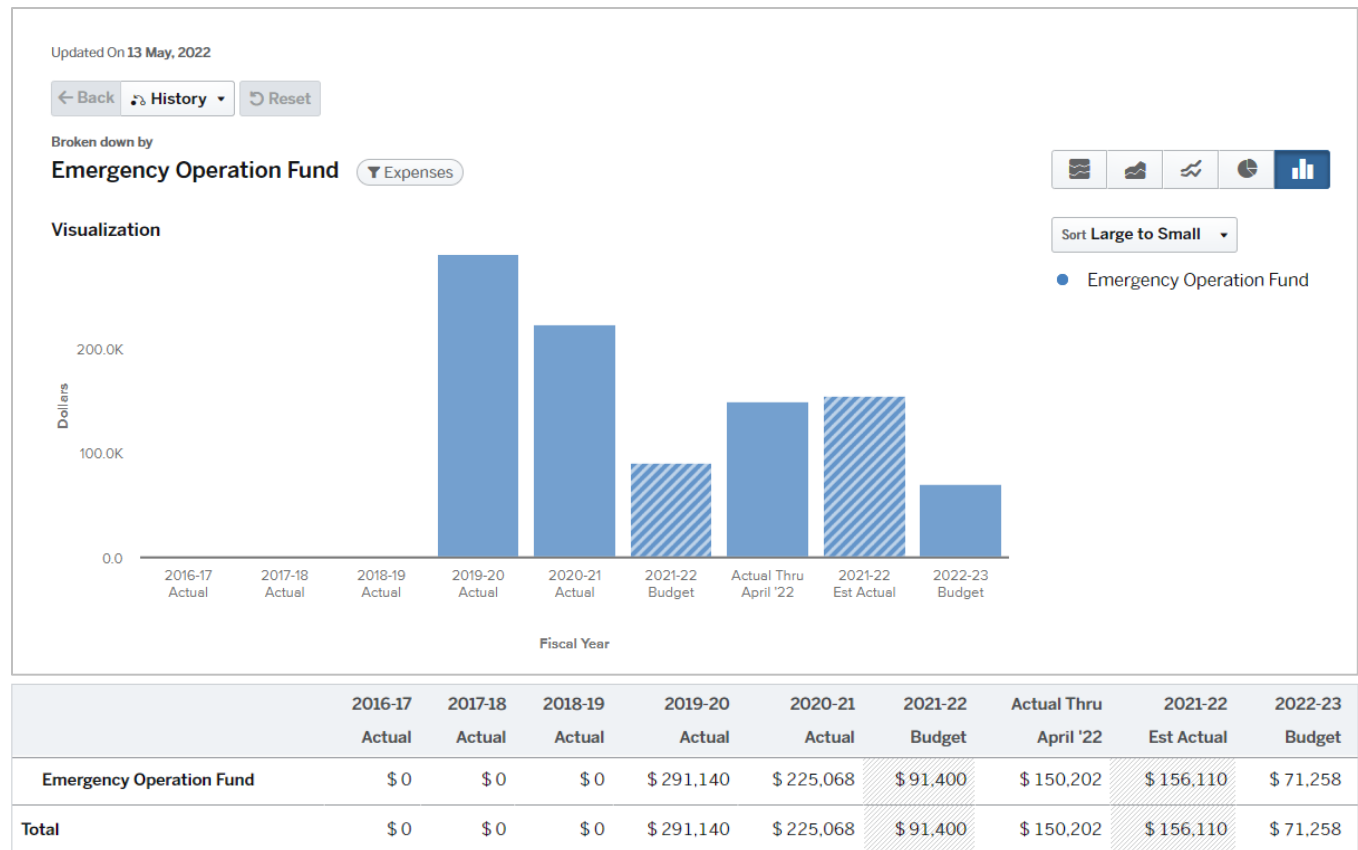 Updated On 13 May, 2022
Back History Reset
Broken down by
Emergency Operation Fund Expenses
Visualization
Sort Large to Small
Emergency Operation Fund
200.0K
100.0K
0.0
Dollars
2016-17 2017-18 2018-19 2019-20 2020-21 2021-22 Actual Thru 2021-22 2022-23
Actual Actual Actual Actual Actual Budget April '22 Est Actual Budget
Fiscal Year
2016-17 2017-18 2018-19 2019-20 2020-21 2021-22 Actual Thru 2021-22 2022-23
Actual Actual Actual Actual Actual Budget April '22 Est Actual Budget
Emergency Operation Fund $ 0 $ 0 $ 0 $ 291,140 $ 225,068 $ 91,400 $ 150,202 $ 156,110 $ 71,258
Total $ 0 $ 0 $ 0 $ 291,140 $ 225,068 $ 91,400 $ 150,202 $ 156,110 $ 71,258